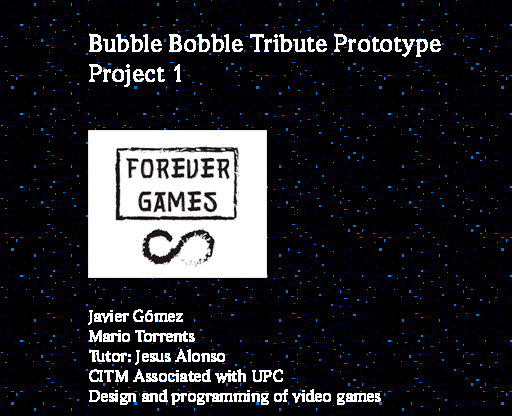 Bubble Bobble Tribute Prototype
Project 1
FOREVER
GAMES
Javier Gómez
Mario Torrents
Tutor: Jesus Alonso
CITM Associated with UPC
Design and programming of video games